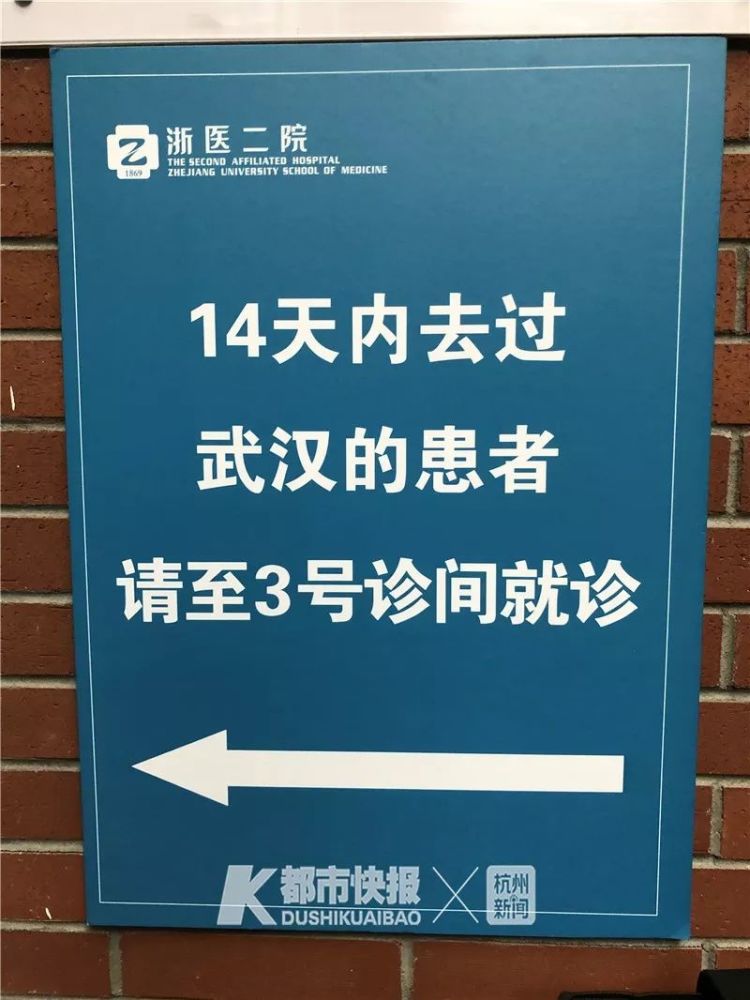 浙医二院
THE SECOND AFFILIATED HOSPITAL
ZHEJIANG UNIVERSITY SCHOOL OF MEDICINE
Z
1869
14天内去过
武汉的患者
请至3号诊间就诊
K 都市快报 × 杭州
DUSHIKUAIBAO 新闻